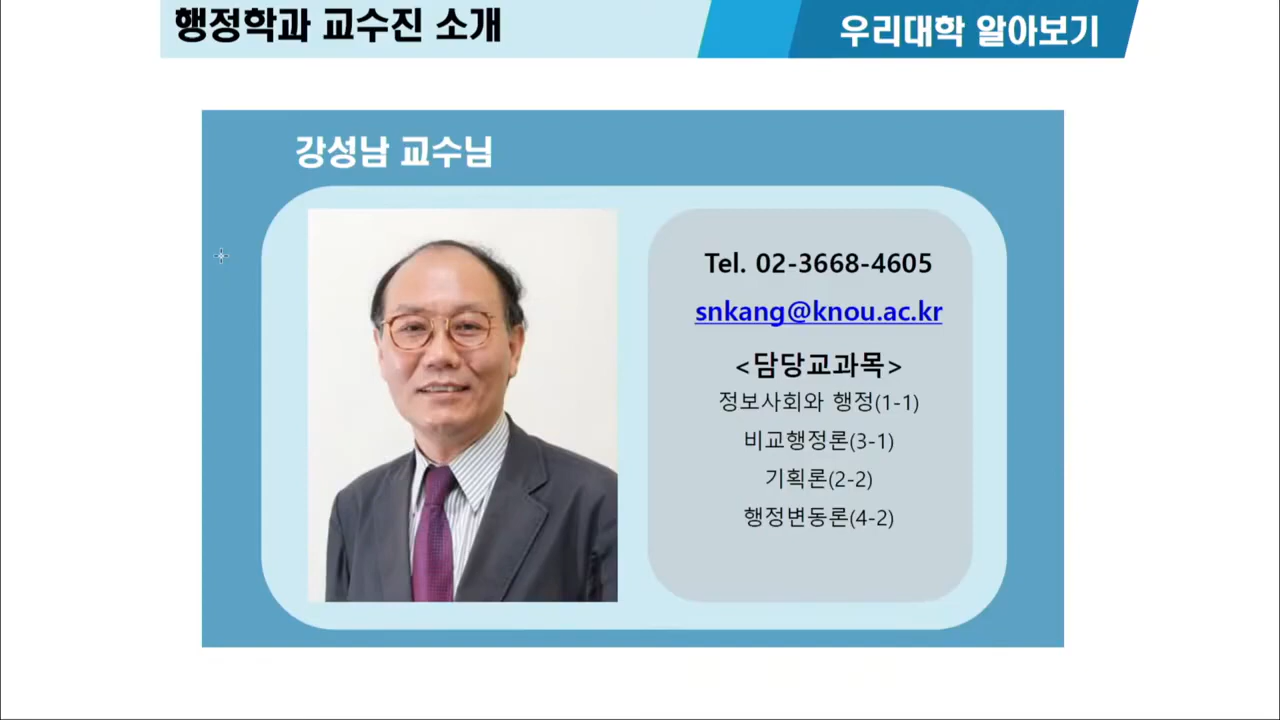 행정학과 교수진 소개
우리대학 알아보기
강성남 교수님
Tel. 02-3668-4605
snkang@knou.ac.kr
<담당교과목>
정보사회와 행정(1-1)
비교행정론(3-1)
기획론(2-2)
행정변동론(4-2)